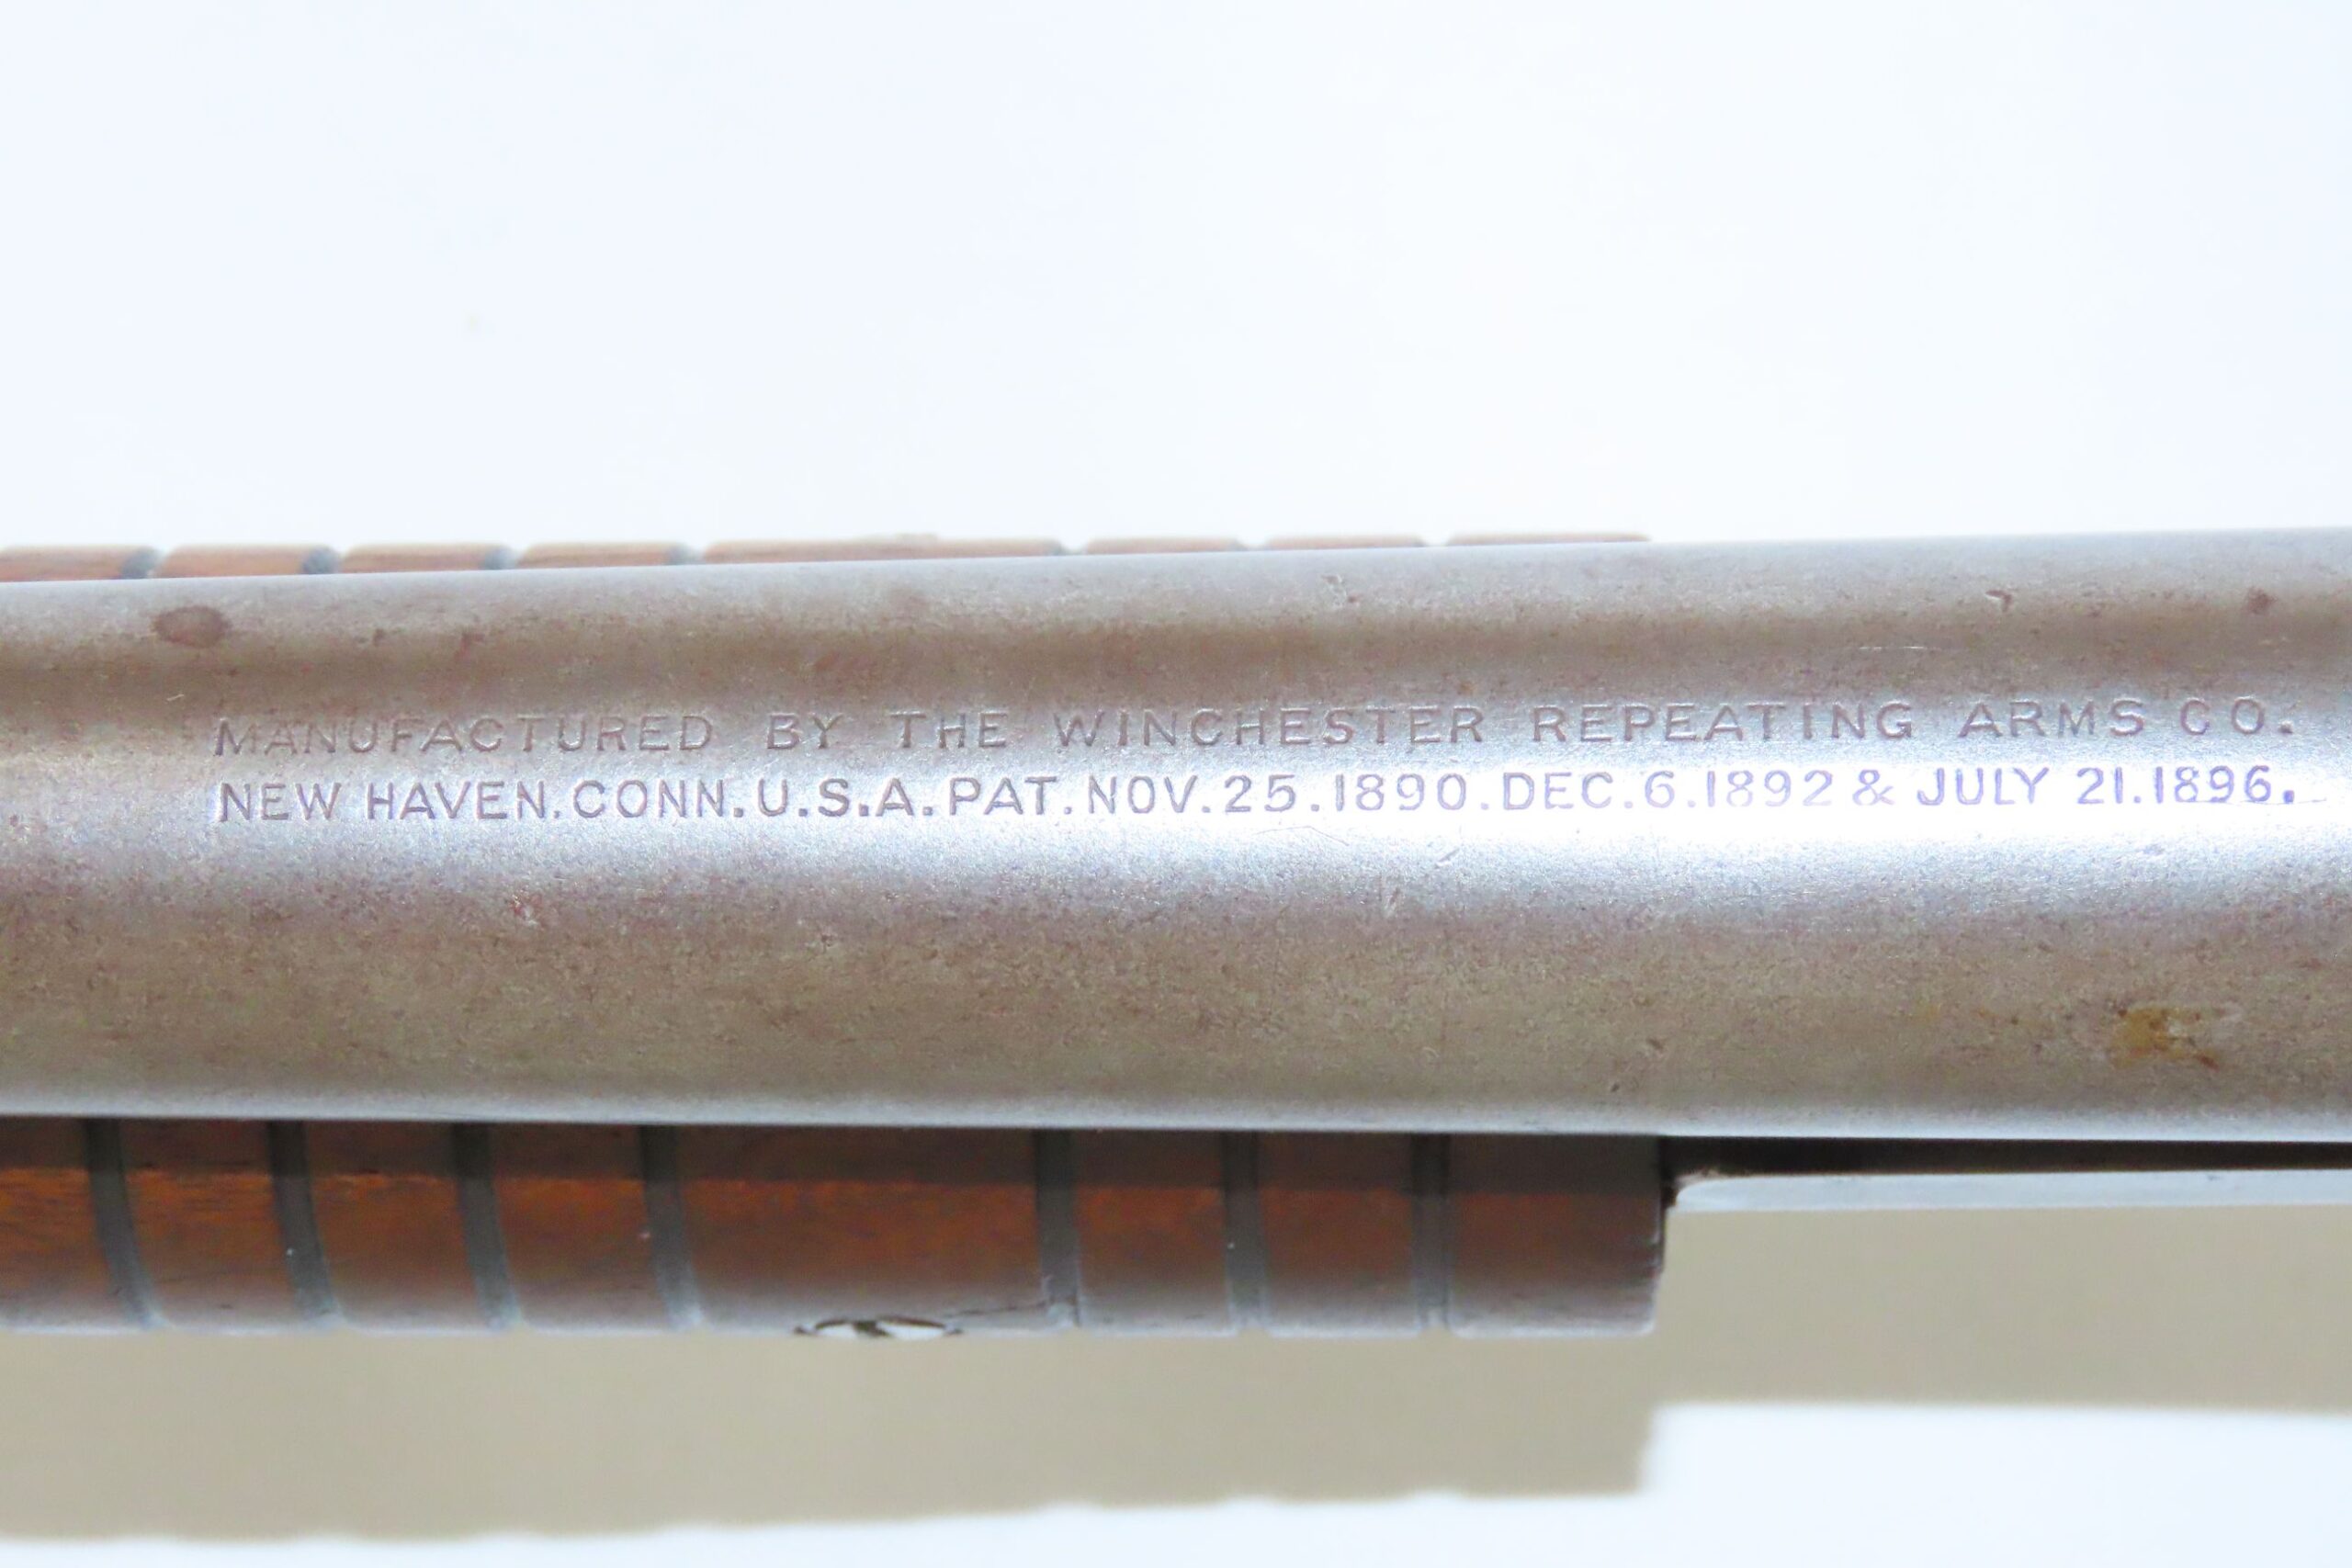 MANUFACTURED BY THE WINCHESTER REPEATING ARMS CO.
NEW HAVEN. CONN. U.S.A. PAT. NOV. 25. 1890. DEC. 6. 1892 & JULY 21. 1896.